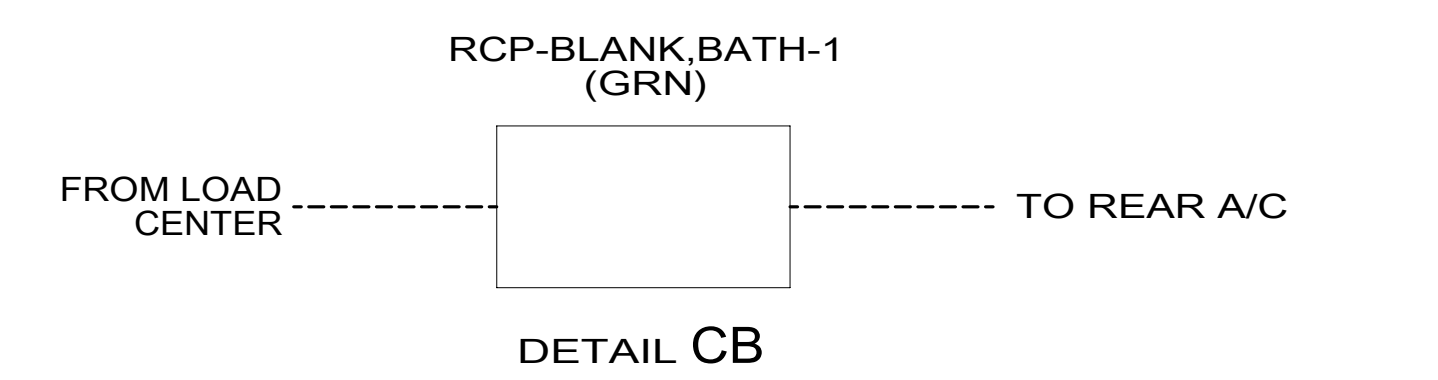 RCP-BLANK,BATH-1
(GRN)
FROM LOAD
CENTER
TO REAR A/C
DETAIL CB